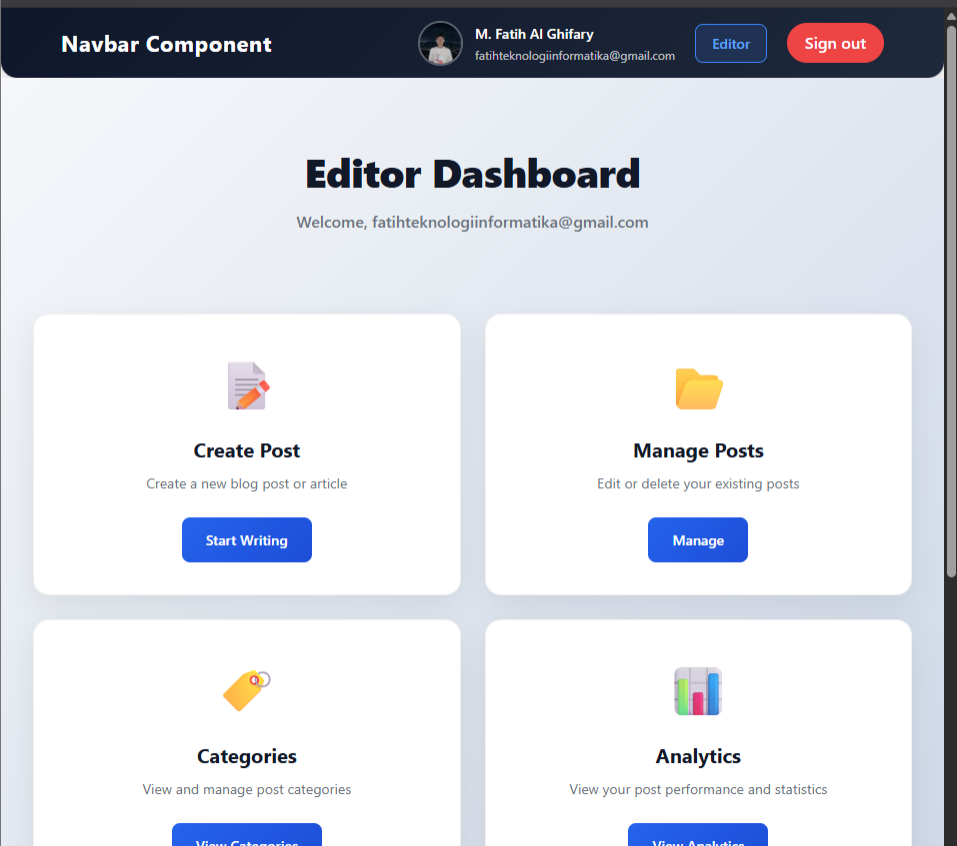 Navbar Component
M. Fatih Al Ghifary
fatihteknologiinformatika@gmail.com
Editor
Sign out
Editor Dashboard
Welcome, fatihteknologiinformatika@gmail.com
Create Post
Create a new blog post or article
Start Writing
Manage Posts
Edit or delete your existing posts
Manage
Categories
View and manage post categories
View Categories
Analytics
View your post performance and statistics
View Analytics